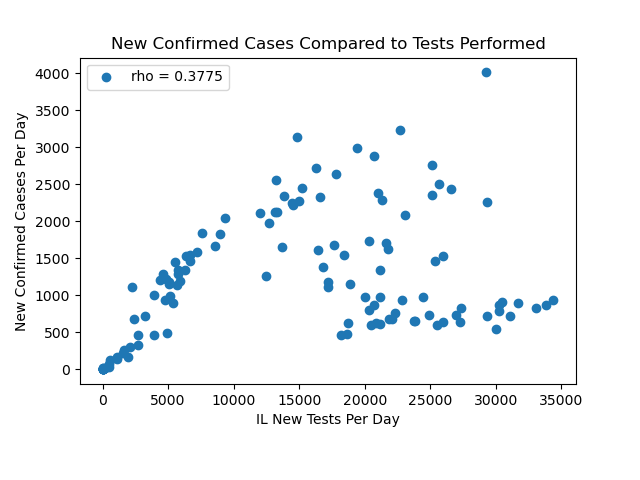 New Confirmed Cases Compared to Tests Performed
rho = 0.3775
4000
3500
3000
2500
2000
1500
1000
500
0
New Confirmed Caeses Per Day
0 5000 10000 15000 20000 25000 30000 35000
IL New Tests Per Day